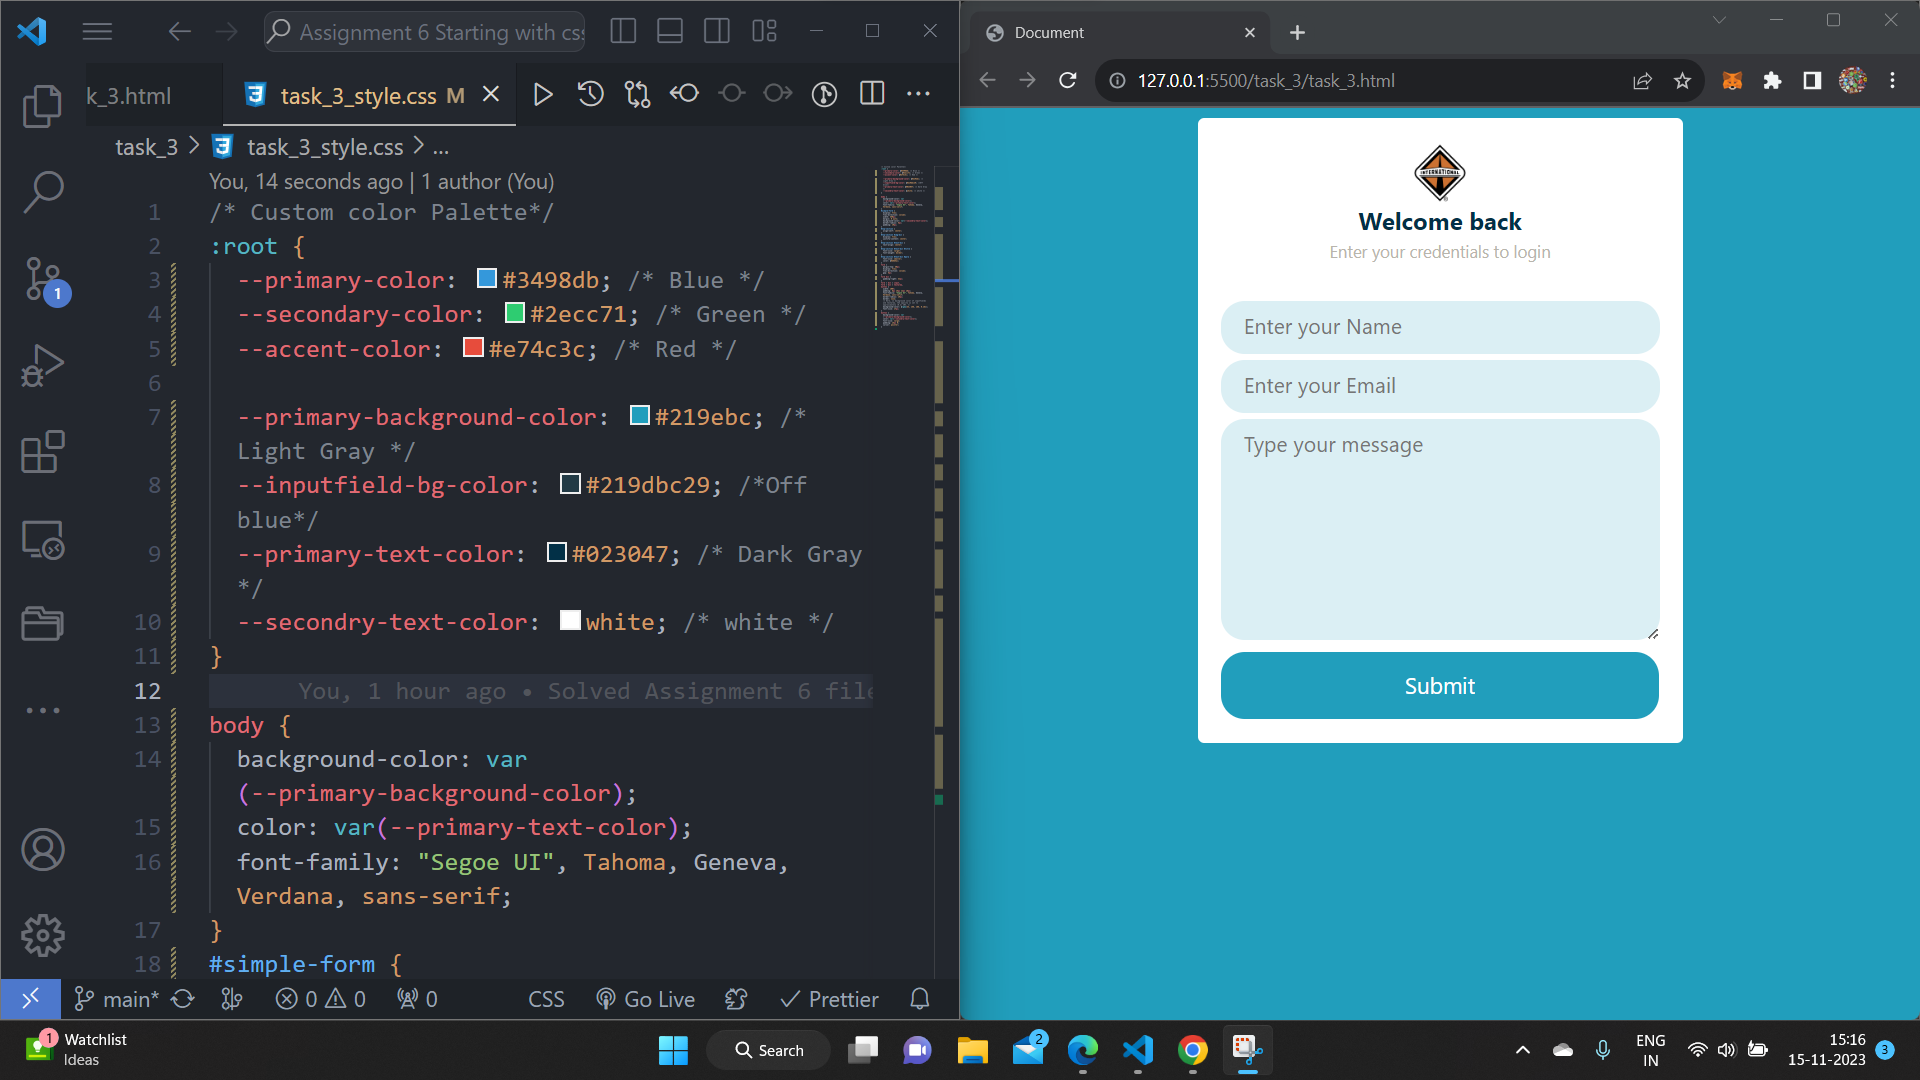 Assignment 6 Starting with cs
k_3.html
task_3_style.css M
task_3 > task_3_style.css > ...
You, 14 seconds ago | 1 author (You)
1 /* Custom color Palette*/
2 :root {
3 --primary-color: #3498db; /* Blue */
4 --secondary-color: #2ecc71; /* Green */
5 --accent-color: #e74c3c; /* Red */
6
7 --primary-background-color: #219ebc; /*
Light Gray */
8 --inputfield-bg-color: #219dbc29; /*Off
blue*/
9 --primary-text-color: #023047; /* Dark Gray
*/
10 --secondry-text-color: white; /* white */
11 }
12 You, 1 hour ago • Solved Assignment 6 file
13 body {
14 background-color: var
(--primary-background-color);
15 color: var(--primary-text-color);
16 font-family: "Segoe UI", Tahoma, Geneva,
Verdana, sans-serif;
17 }
18 #simple-form {
1
main* 0 0 0 CSS Go Live Prettier
Document
127.0.0.1:5500/task_3/task_3.html
INTERNATIONAL
Welcome back
Enter your credentials to login
Enter your Name
Enter your Email
Type your message
Submit
1
Watchlist
Ideas
Search
2
ENG
IN
15:16
15-11-2023
3